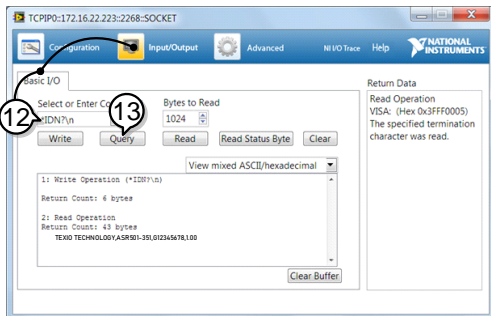 TCPIP0::172.16.22.223::2268::SOCKET
Configuration
Input/Output
Advanced
NI I/O Trace
Help
NATIONAL
INSTRUMENTS
Basic I/O
Return Data
Select or Enter Co
Bytes to Read
12
*IDN?\n
13
1024
Write
Query
Read
Read Status Byte
Clear
View mixed ASCII/hexadecimal
1: Write Operation (*IDN?\n)
Return Count: 6 bytes
2: Read Operation
Return Count: 43 bytes
TEXIO TECHNOLOGY,ASR501-351,G12345678,1.00
Clear Buffer
Read Operation
VISA: (Hex 0x3FFF0005)
The specified termination
character was read.